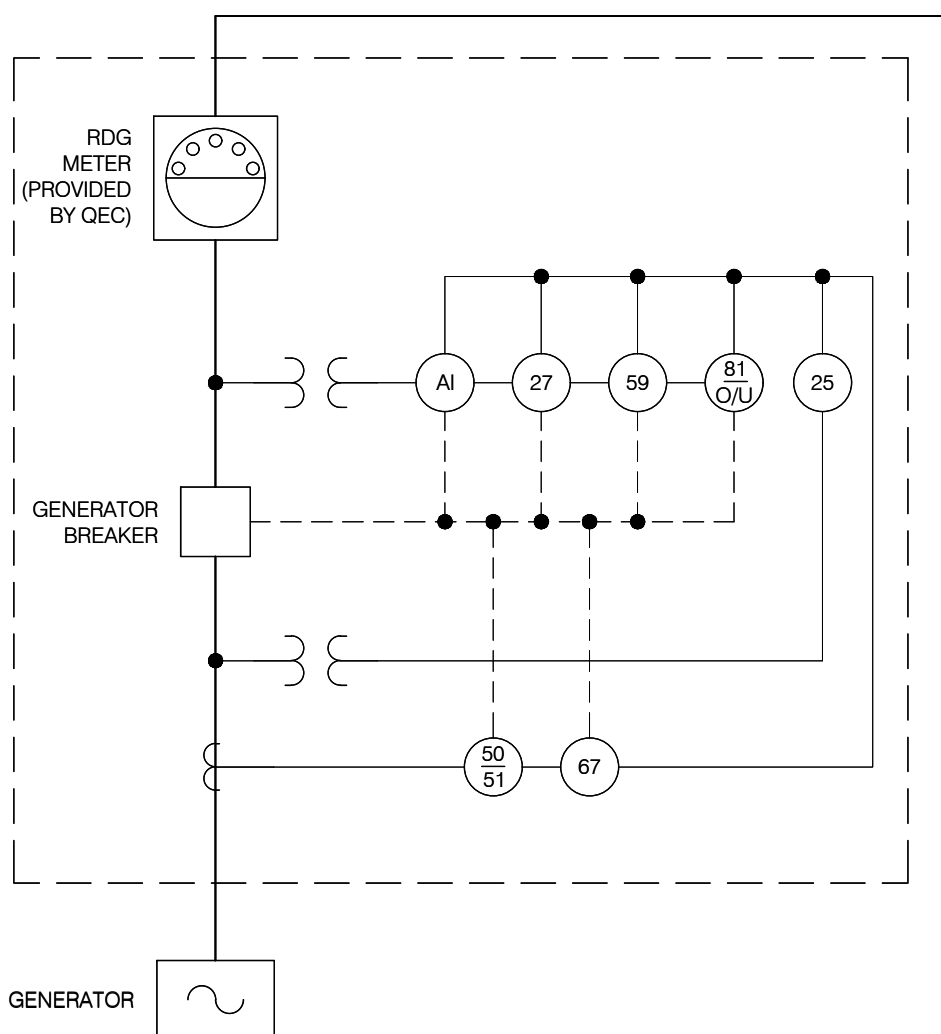 RDG
METER
(PROVIDED
BY QEC)
AI
27
59
81
O/U
25
GENERATOR
BREAKER
50
51
67
GENERATOR